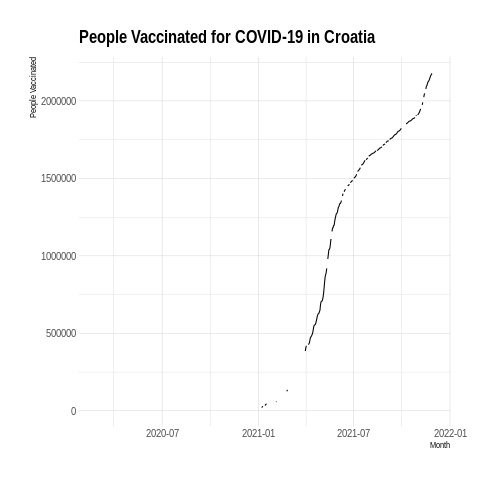 People Vaccinated for COVID-19 in Croatia
People Vaccinated
2000000
1500000
1000000
500000
0
2020-07 2021-01 2021-07 2022-01
Month